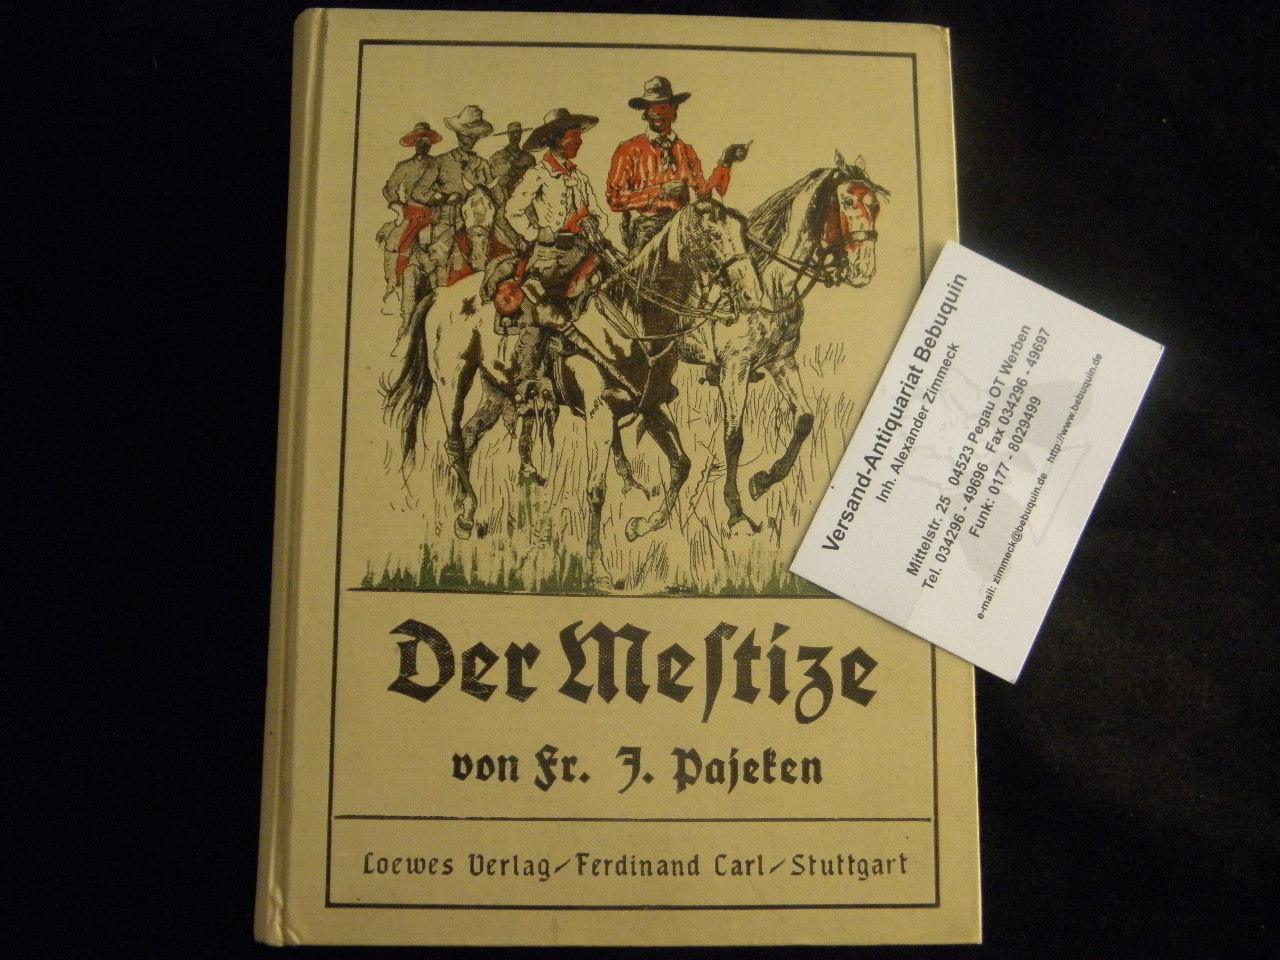 Der Meſtize
von Fr. J. Pajeken
Loewes Verlag/Ferdinand Carl/Stuttgart
Versand-Antiquariat Bebuquin
Inh. Alexander Zimmeck
Mittelstr. 25 04523 Pegau OT Werben
Tel. 034296 - 49696 Fax 034296 - 49697
Funk: 0177 - 8029499
e-mail: zimmeck@bebuquin.de http://www.bebuquin.de